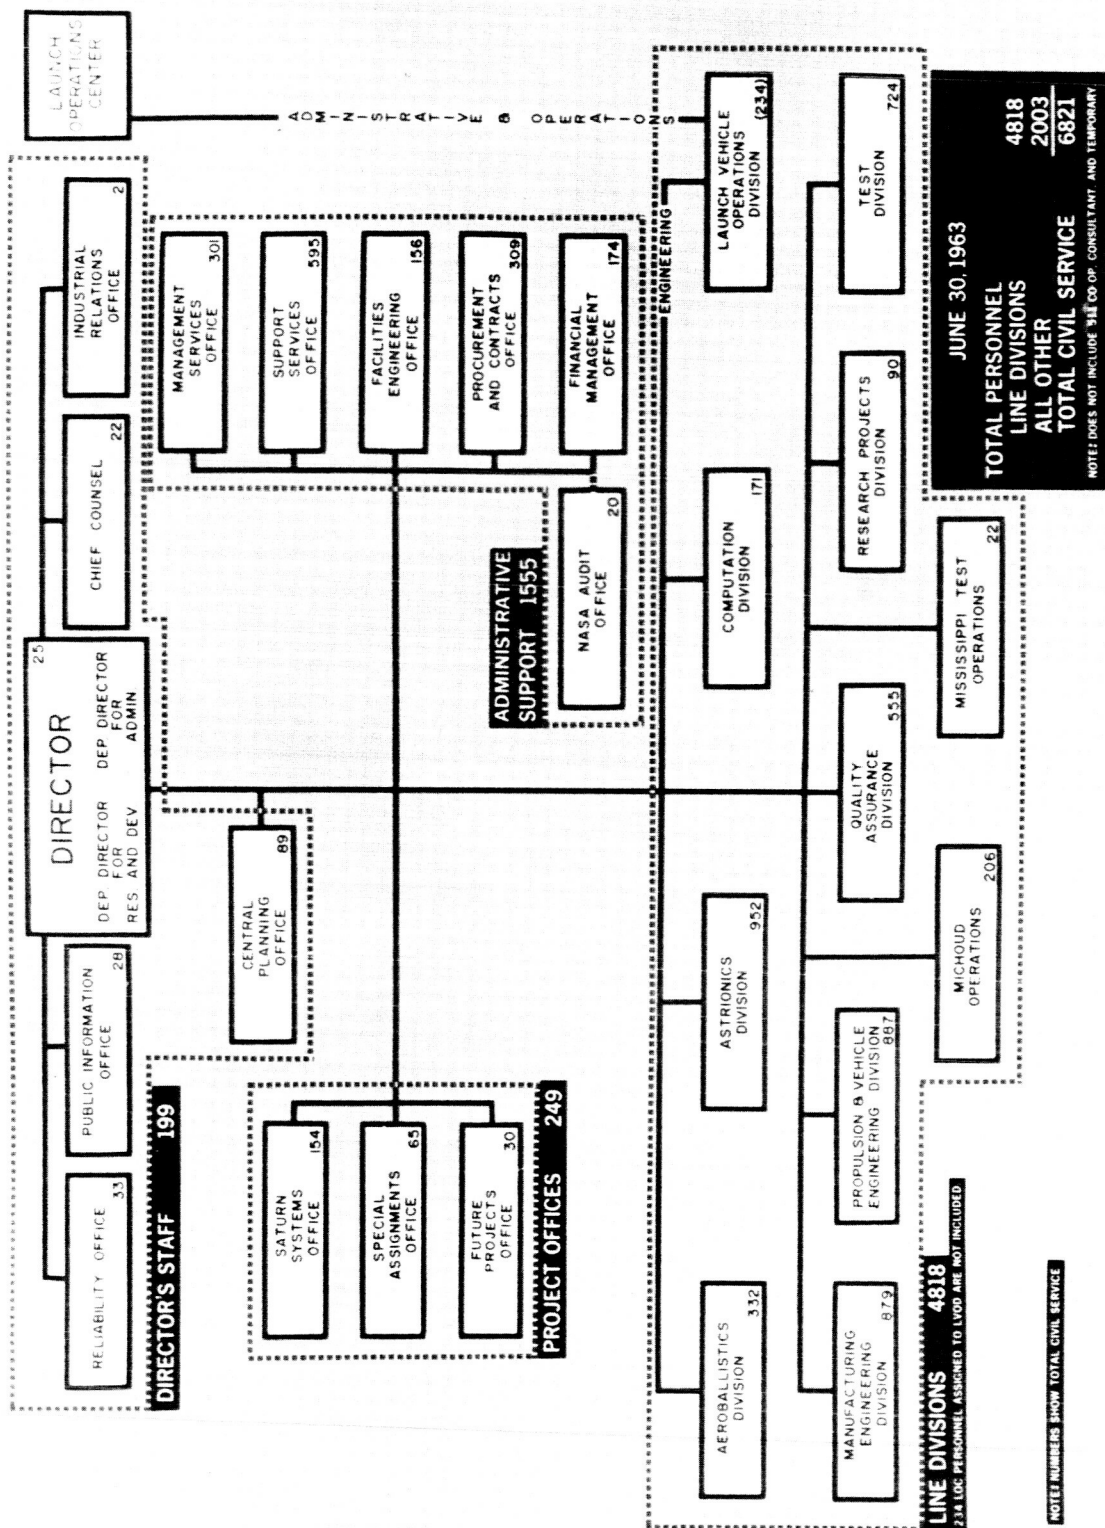 LAUNCH
OPERATIONS
CENTER
ADMINISTRATIVE & OPERATIONS
25
DIRECTOR
DEP. DIRECTOR
FOR
RES. AND DEV.
DEP. DIRECTOR
FOR
ADMIN
RELIABILITY OFFICE
33
PUBLIC INFORMATION
OFFICE
28
CHIEF COUNSEL
22
INDUSTRIAL
RELATIONS
OFFICE
2
DIRECTOR'S STAFF 199
CENTRAL
PLANNING
OFFICE
89
SATURN
SYSTEMS
OFFICE
154
SPECIAL
ASSIGNMENTS
OFFICE
65
FUTURE
PROJECTS
OFFICE
30
PROJECT OFFICES 249
MANAGEMENT
SERVICES
OFFICE
301
SUPPORT
SERVICES
OFFICE
595
FACILITIES
ENGINEERING
OFFICE
156
PROCUREMENT
AND CONTRACTS
OFFICE
309
FINANCIAL
MANAGEMENT
OFFICE
174
NASA AUDIT
OFFICE
20
ADMINISTRATIVE
SUPPORT 1555
ENGINEERING
AEROBALLISTICS
DIVISION
332
ASTRIONICS
DIVISION
952
COMPUTATION
DIVISION
171
LAUNCH VEHICLE
OPERATIONS
DIVISION
(234)
MANUFACTURING
ENGINEERING
DIVISION
879
PROPULSION & VEHICLE
ENGINEERING DIVISION
887
QUALITY
ASSURANCE
DIVISION
555
RESEARCH PROJECTS
DIVISION
90
TEST
DIVISION
724
MICHOUD
OPERATIONS
206
MISSISSIPPI TEST
OPERATIONS
22
LINE DIVISIONS 4818
234 LOC PERSONNEL ASSIGNED TO LVOD ARE NOT INCLUDED
NOTE: NUMBERS SHOW TOTAL CIVIL SERVICE
JUNE 30, 1963
TOTAL PERSONNEL
LINE DIVISIONS 4818
ALL OTHER 2003
TOTAL CIVIL SERVICE 6821
NOTE: DOES NOT INCLUDE CO-OP, CONSULTANT, AND TEMPORARY